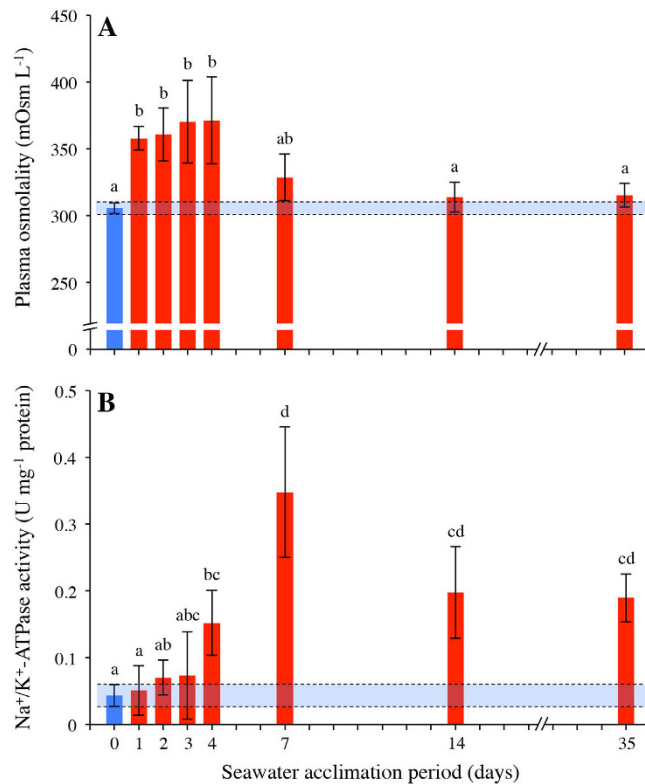 A
Plasma osmolality (mOsm L⁻¹)
450
400
350
300
250
0
a
b
b
b
b
ab
a
a
B
Na⁺/K⁺-ATPase activity (U mg⁻¹ protein)
0.5
0.4
0.3
0.2
0.1
0
a
a
ab
abc
bc
d
cd
cd
0 1 2 3 4 7 14 35
Seawater acclimation period (days)